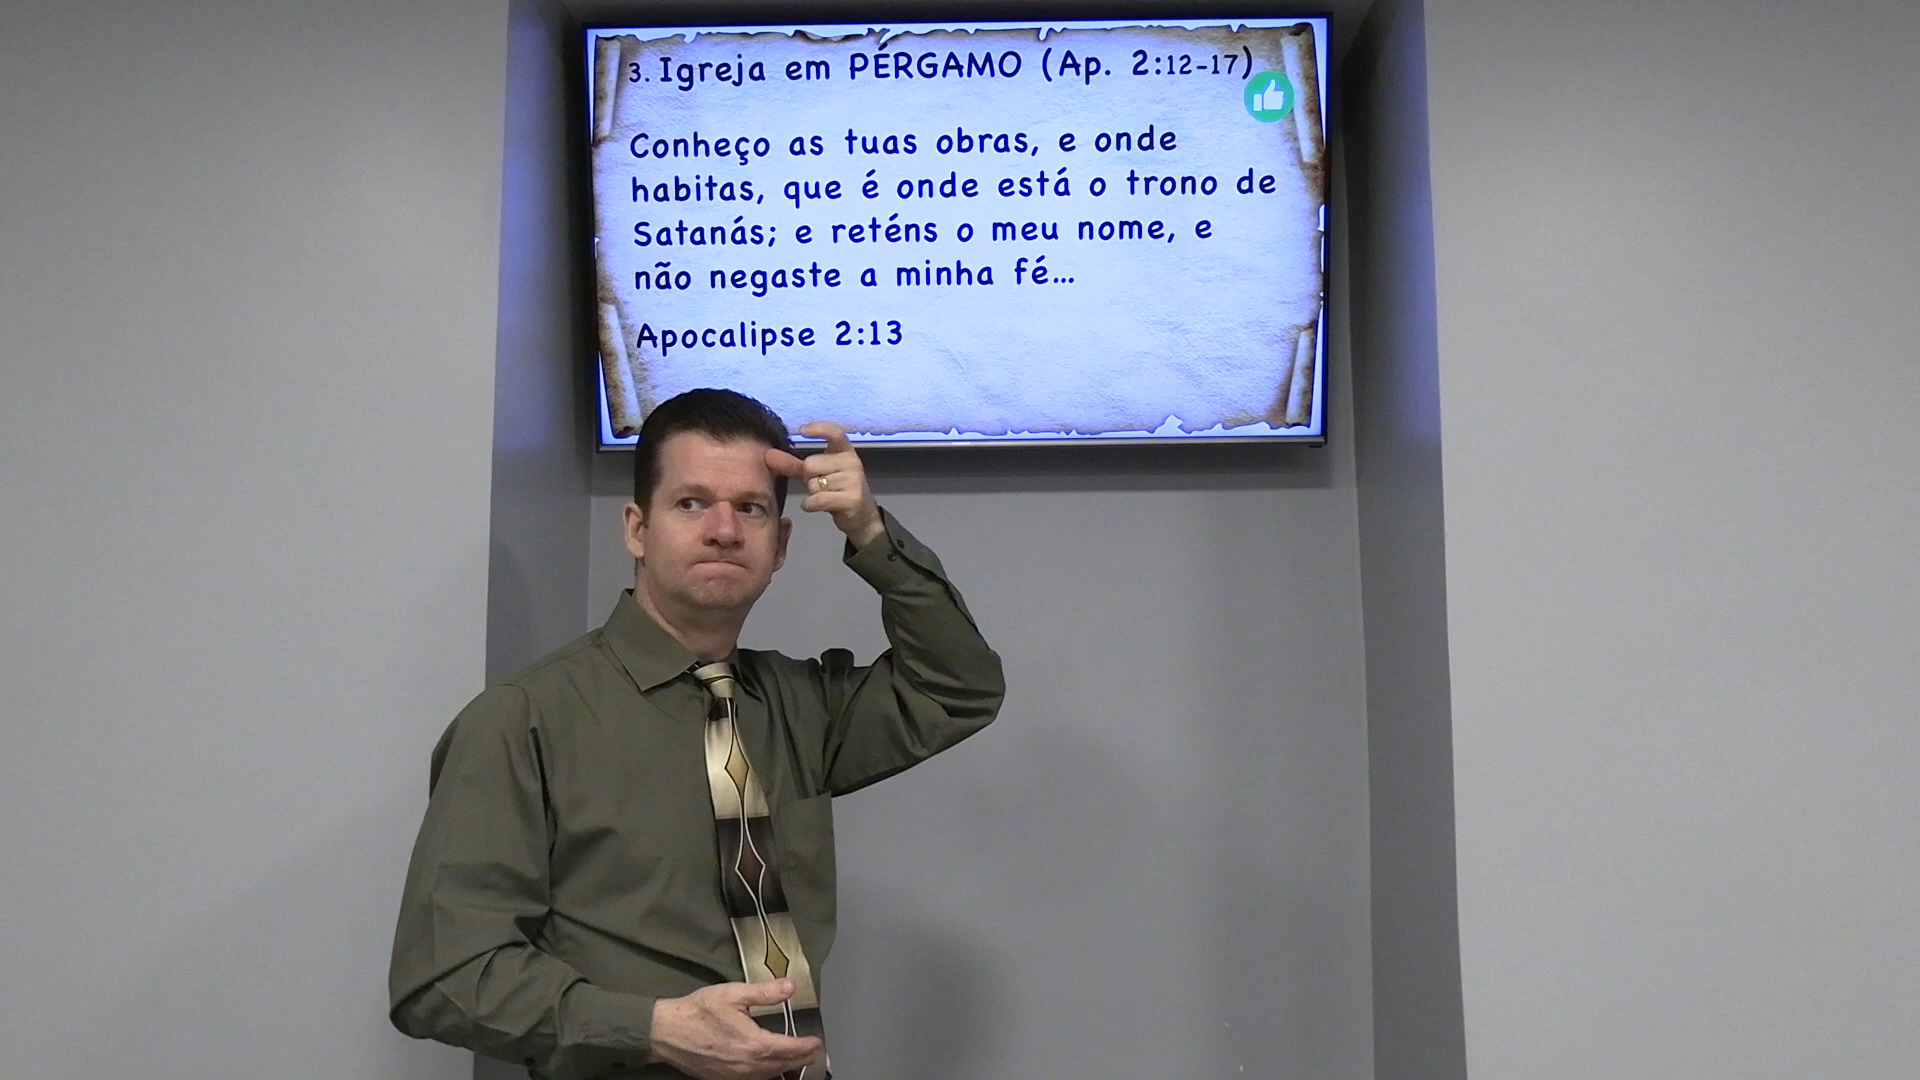 3. Igreja em PÉRGAMO (Ap. 2:12-17)
Conheço as tuas obras, e onde
habitas, que é onde está o trono de
Satanás; e reténs o meu nome, e
não negaste a minha fé...
Apocalipse 2:13